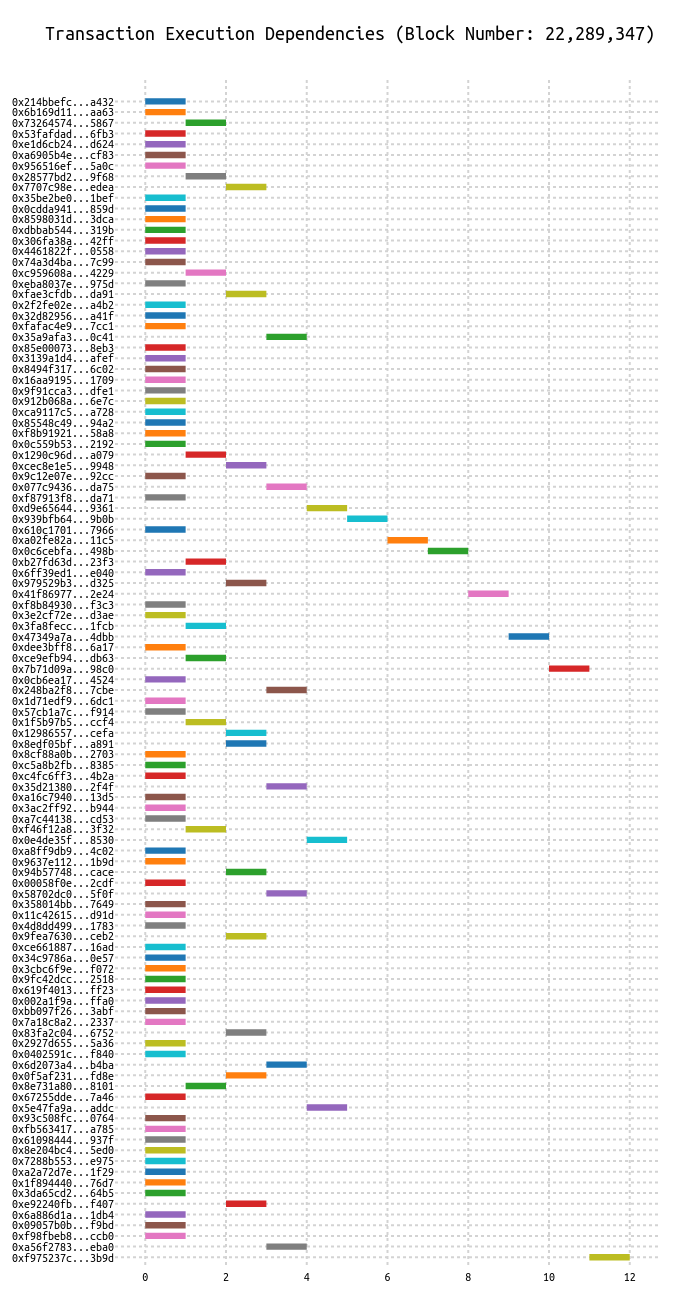 Transaction Execution Dependencies (Block Number: 22,289,347)
0x214bbefc...a432
0x6b169d11...aa63
0x73264574...5867
0x53fafdad...6fb3
0xe1d6cb24...d624
0xa6905b4e...cf83
0x956516ef...5a0c
0x28577bd2...9f68
0x7707c98e...edea
0x35be2be0...1bef
0x0cdda941...859d
0x8598031d...3dca
0xdbbab544...319b
0x306fa38a...42ff
0x4461822f...0558
0x74a3d4ba...7c99
0xc959608a...4229
0xeba8037e...975d
0xfae3cfdb...da91
0x2f2fe02e...a4b2
0x32d82956...a41f
0xfafac4e9...7cc1
0x35a9afa3...0c41
0x85e00073...8eb3
0x3139a1d4...afef
0x8494f317...6c02
0x16aa9195...1709
0x9f91cca3...dfe1
0x912b068a...6e7c
0xca9117c5...a728
0x85548c49...94a2
0xf8b91921...58a8
0x0c559b53...2192
0x1290c96d...a079
0xcec8e1e5...9948
0x9c12e07e...92cc
0x077c9436...da75
0xf87913f8...da71
0xd9e65644...9361
0x939bfb64...9b0b
0x610c1701...7966
0xa02fe82a...11c5
0x0c6cebfa...498b
0xb27fd63d...23f3
0x6ff39ed1...e040
0x979529b3...d325
0x41f86977...2e24
0xf8b84930...f3c3
0x3e2cf72e...d3ae
0x3fa8fecc...1fcb
0x47349a7a...4dbb
0xdee3bff8...6a17
0xce9efb94...db63
0x7b71d09a...98c0
0x0cb6ea17...4524
0x248ba2f8...7cbe
0x1d71edf9...6dc1
0x57cb1a7c...f914
0x1f5b97b5...ccf4
0x12986557...cefa
0x8edf05bf...a891
0x8cf88a0b...2703
0xc5a8b2fb...8385
0xc4fc6ff3...4b2a
0x35d21380...2f4f
0xa16c7940...13d5
0x3ac2ff92...b944
0xa7c44138...cd53
0xf46f12a8...3f32
0x0e4de35f...8530
0xa8ff9db9...4c02
0x9637e112...1b9d
0x94b57748...cace
0x00058f0e...2cdf
0x58702dc0...5f0f
0x358014bb...7649
0x11c42615...d91d
0x4d8dd499...1783
0x9fea7630...ceb2
0xce661887...16ad
0x34c9786a...0e57
0x3cbc6f9e...f072
0x9fc42dcc...2518
0x619f4013...ff23
0x002a1f9a...ffa0
0xbb097f26...3abf
0x7a18c8a2...2337
0x83fa2c04...6752
0x2927d655...5a36
0x0402591c...f840
0x6d2073a4...b4ba
0x0f5af231...fd8e
0x8e731a80...8101
0x67255dde...7a46
0x5e47fa9a...addc
0x93c508fc...0764
0xfb563417...a785
0x61098444...937f
0x8e204bc4...5ed0
0x7288b553...e975
0xa2a72d7e...1f29
0x1f894440...76d7
0x3da65cd2...64b5
0xe92240fb...f407
0x6a886d1a...1db4
0x09057b0b...f9bd
0xf98fbeb8...ccb0
0xa56f2783...eba0
0xf975237c...3b9d
0 2 4 6 8 10 12